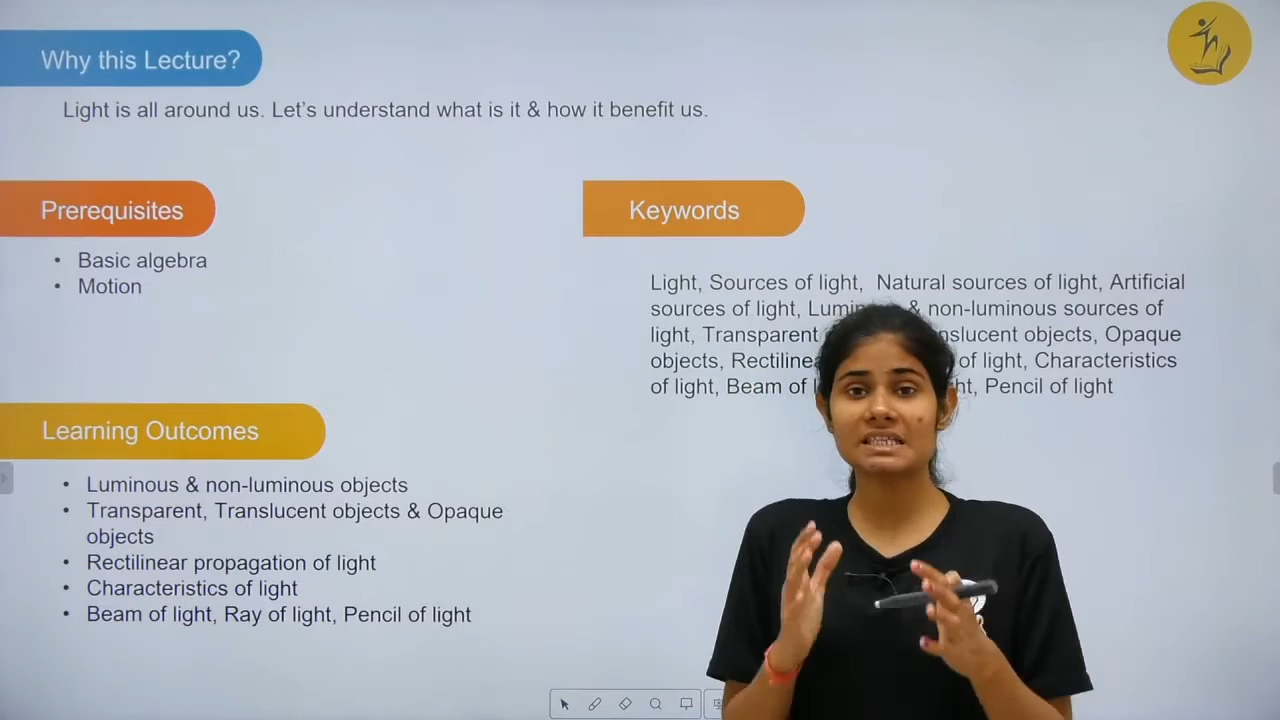 Why this Lecture?
Light is all around us. Let's understand what is it & how it benefit us.
Prerequisites
• Basic algebra
• Motion
Keywords
Light, Sources of light, Natural sources of light, Artificial
sources of light, & non-luminous sources of
light, Transparent objects, Opaque
objects, of light, Characteristics
of light, Beam of Pencil of light
Learning Outcomes
• Luminous & non-luminous objects
• Transparent, Translucent objects & Opaque
objects
• Rectilinear propagation of light
• Characteristics of light
• Beam of light, Ray of light, Pencil of light